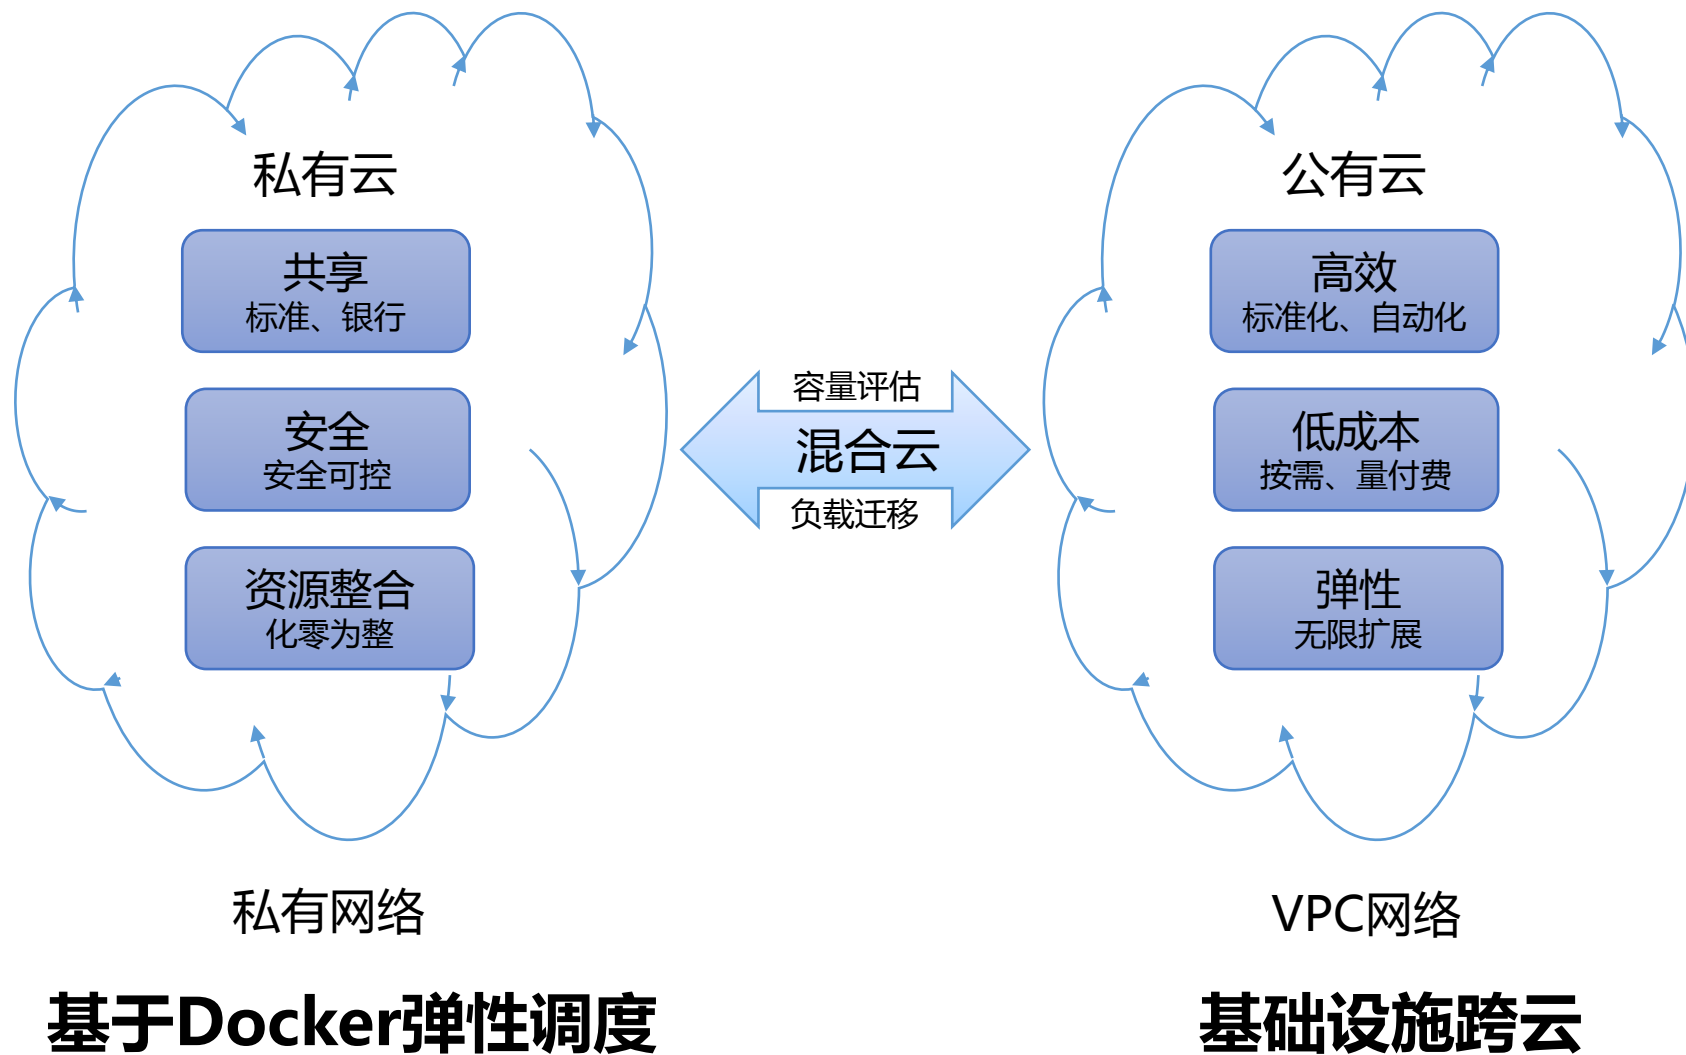 私有云
共享
标准、银行
安全
安全可控
资源整合
化零为整
容量评估
混合云
负载迁移
公有云
高效
标准化、自动化
低成本
按需、量付费
弹性
无限扩展
私有网络
VPC网络
基于Docker弹性调度
基础设施跨云